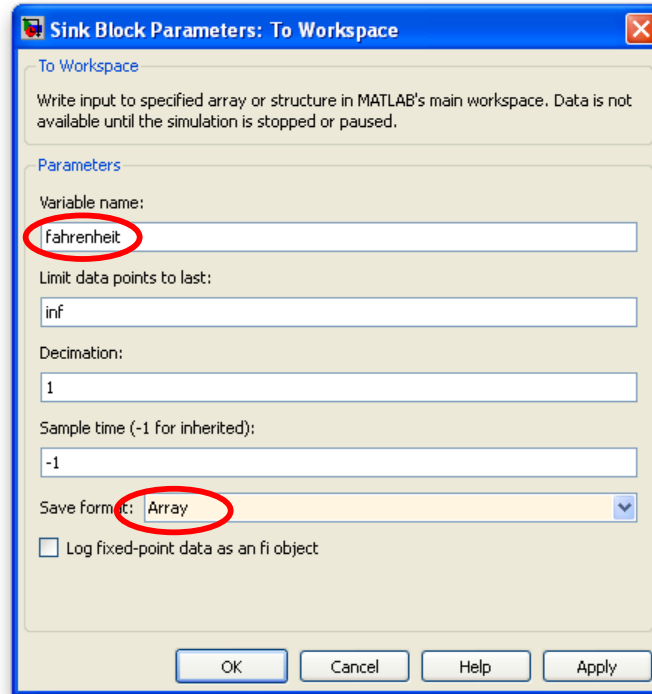 Sink Block Parameters: To Workspace
To Workspace
Write input to specified array or structure in MATLAB's main workspace. Data is not
available until the simulation is stopped or paused.
Parameters
Variable name:
fahrenheit
Limit data points to last:
inf
Decimation:
1
Sample time (-1 for inherited):
-1
Save format: Array
Log fixed-point data as an fi object
OK Cancel Help Apply